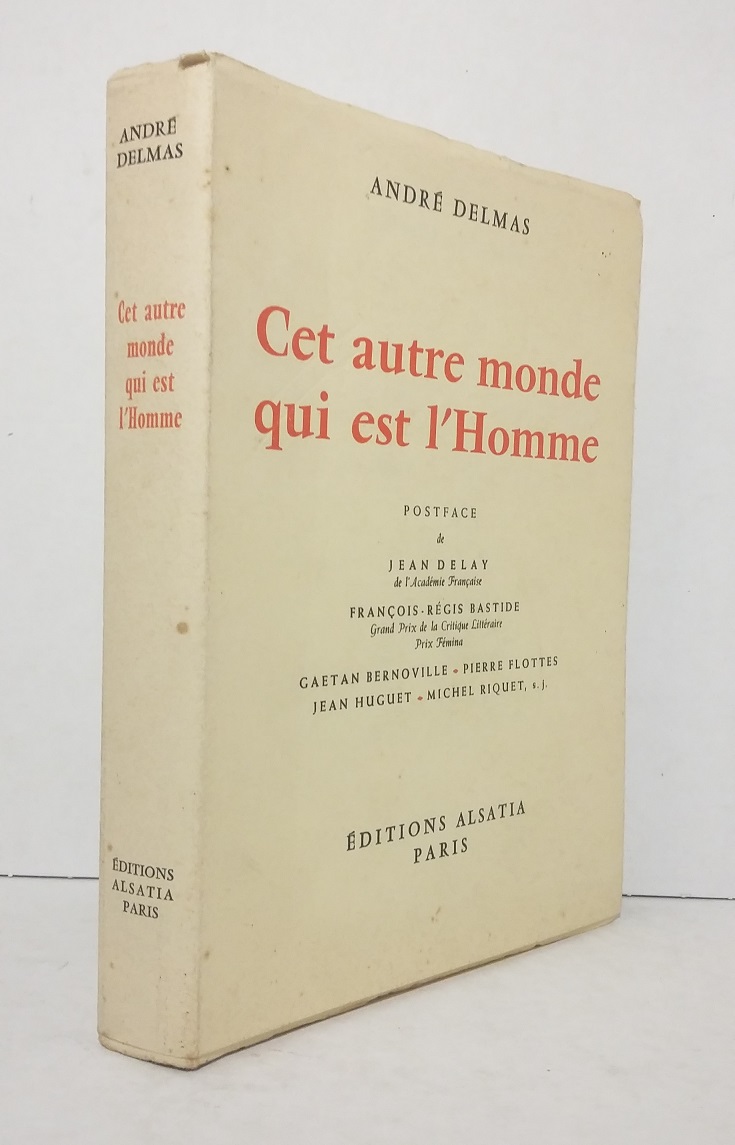 ANDRÉ
DELMAS
Cet autre
monde
qui est
l'Homme
ÉDITIONS
ALSATIA
PARIS
ANDRÉ DELMAS
Cet autre monde
qui est l'Homme
POSTFACE
de
JEAN DELAY
de l'Académie Française
FRANÇOIS-RÉGIS BASTIDE
Grand Prix de la Critique Littéraire
Prix Fémina
GAETAN BERNOVILLE - PIERRE FLOTTES
JEAN HUGUET - MICHEL RIQUET, s. j.
ÉDITIONS ALSATIA
PARIS